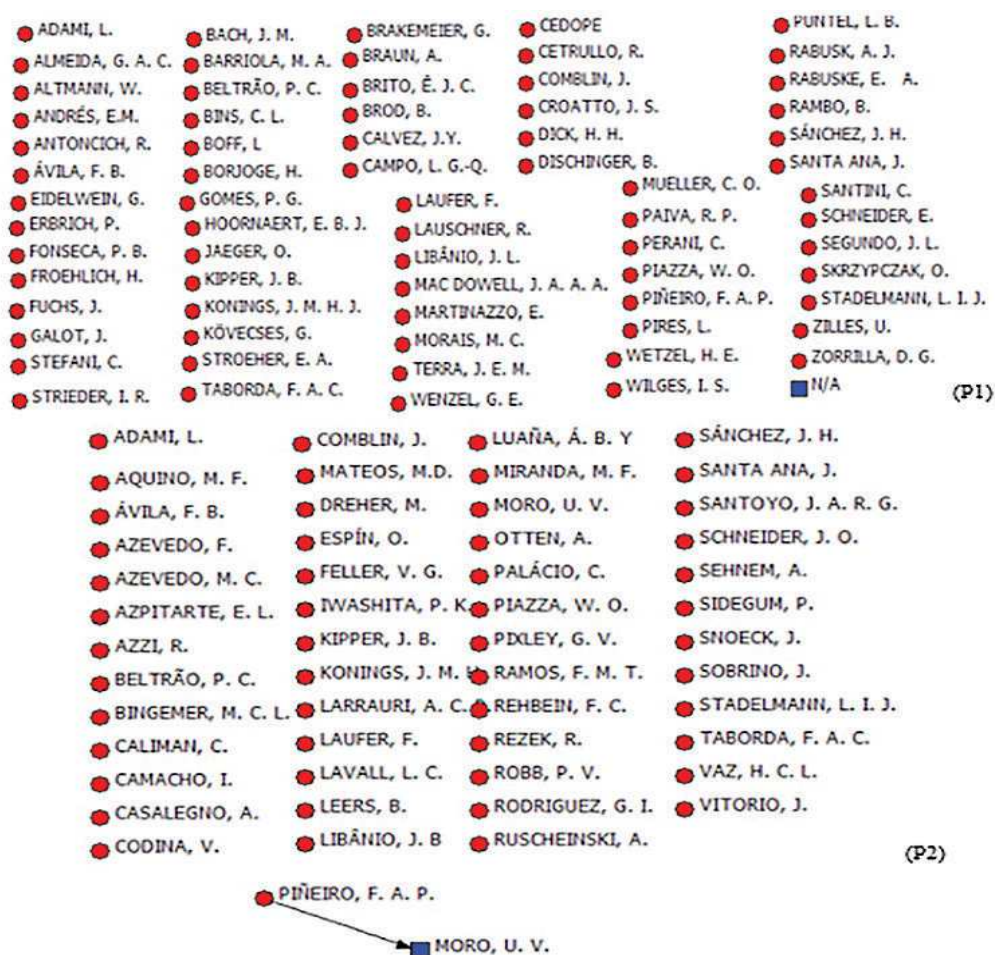 ADAMI, L.
BACH, J. M.
BRAKEMEIER, G.
CEDOPE
PUNTEL, L. B.
ALMEIDA, G. A. C.
BARRIOLA, M. A.
BRAUN, A.
CETRULLO, R.
RABUSK, A. J.
ALTMANN, W.
BELTRÃO, P. C.
BRITO, Ê. J. C.
COMBLIN, J.
RABUSKE, E. A.
ANDRÉS, E.M.
BINS, C. L.
BROD, B.
CROATTO, J. S.
RAMBO, B.
ANTONCICH, R.
BOFF, L
CALVEZ, J.Y.
DICK, H. H.
SÁNCHEZ, J. H.
ÁVILA, F. B.
BORJOGE, H.
CAMPO, L. G.-Q.
DISCHINGER, B.
SANTA ANA, J.
EIDELWEIN, G.
GOMES, P. G.
LAUFER, F.
MUELLER, C. O.
SANTINI, C.
ERBRICH, P.
HOORNAERT, E. B. J.
LAUSCHNER, R.
PAIVA, R. P.
SCHNEIDER, E.
FONSECA, P. B.
JAEGER, O.
LIBÂNIO, J. L.
PERANI, C.
SEGUNDO, J. L.
FROEHLICH, H.
KIPPER, J. B.
MAC DOWELL, J. A. A. A.
PIAZZA, W. O.
SKRZYPCZAK, O.
FUCHS, J.
KONINGS, J. M. H. J.
MARTINAZZO, E.
PIÑEIRO, F. A. P.
STADELMANN, L. I. J.
GALOT, J.
KÖVECSES, G.
MORAIS, M. C.
PIRES, L.
ZILLES, U.
STEFANI, C.
STROEHER, E. A.
TERRA, J. E. M.
WETZEL, H. E.
ZORRILLA, D. G.
STRIEDER, I. R.
TABORDA, F. A. C.
WENZEL, G. E.
WILGES, I. S.
N/A
(P1)
ADAMI, L.
COMBLIN, J.
LUAÑA, Á. B. Y
SÁNCHEZ, J. H.
AQUINO, M. F.
MATEOS, M.D.
MIRANDA, M. F.
SANTA ANA, J.
ÁVILA, F. B.
DREHER, M.
MORO, U. V.
SANTOYO, J. A. R. G.
AZEVEDO, F.
ESPÍN, O.
OTTEN, A.
SCHNEIDER, J. O.
AZEVEDO, M. C.
FELLER, V. G.
PALÁCIO, C.
SEHNEM, A.
AZPITARTE, E. L.
IWASHITA, P. K.
PIAZZA, W. O.
SIDEGUM, P.
AZZI, R.
KIPPER, J. B.
PIXLEY, G. V.
SNOECK, J.
BELTRÃO, P. C.
KONINGS, J. M.
RAMOS, F. M. T.
SOBRINO, J.
BINGEMER, M. C. L.
LARRAURI, A. C.
REHBEIN, F. C.
STADELMANN, L. I. J.
CALIMAN, C.
LAUFER, F.
REZEK, R.
TABORDA, F. A. C.
CAMACHO, I.
LAVALL, L. C.
ROBB, P. V.
VAZ, H. C. L.
CASALEGNO, A.
LEERS, B.
RODRIGUEZ, G. I.
VITORIO, J.
CODINA, V.
LIBÂNIO, J. B
RUSCHEINSKI, A.
(P2)
PIÑEIRO, F. A. P.
MORO, U. V.